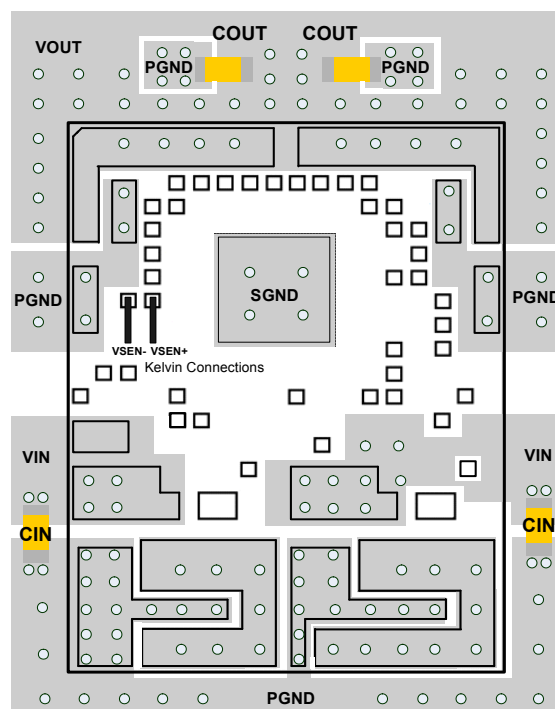 COUT COUT
VOUT
PGND PGND
SGND
PGND PGND
VSEN- VSEN+
Kelvin Connections
VIN VIN
CIN CIN
PGND